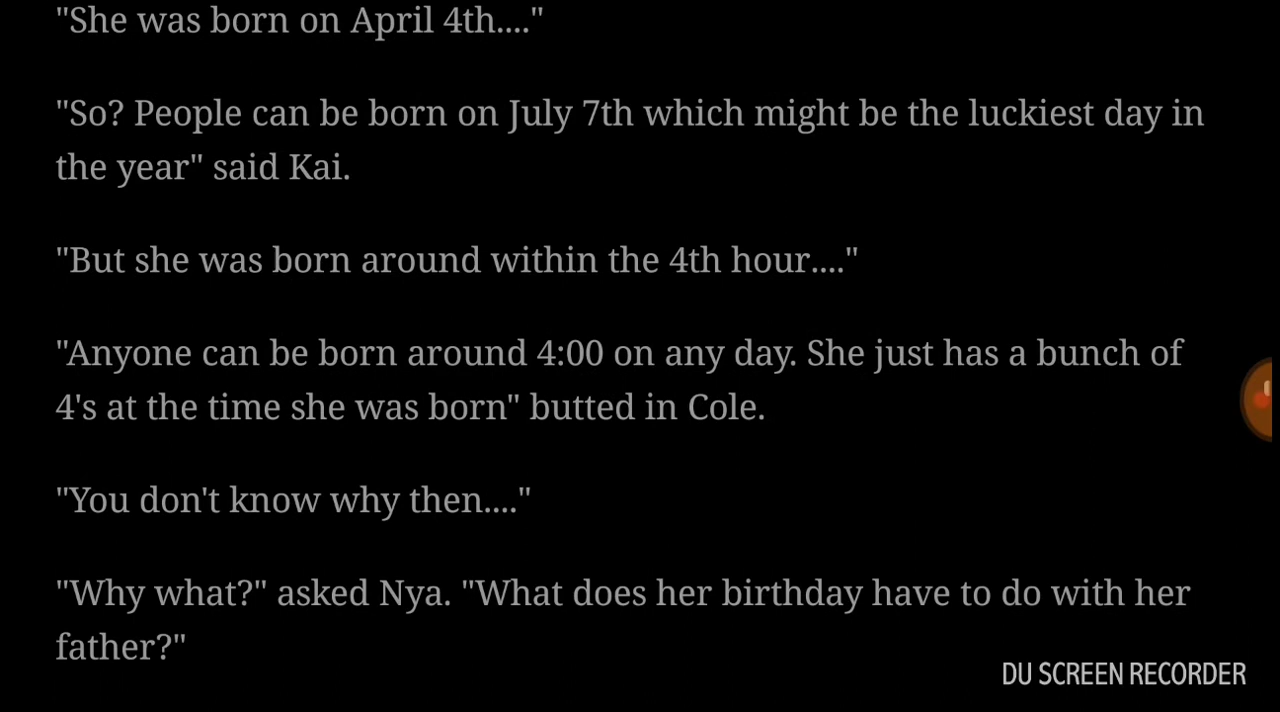 "She was born on April 4th...."
"So? People can be born on July 7th which might be the luckiest day in
the year" said Kai.
"But she was born around within the 4th hour...."
"Anyone can be born around 4:00 on any day. She just has a bunch of
4's at the time she was born" butted in Cole.
"You don't know why then...."
"Why what?" asked Nya. "What does her birthday have to do with her
father?"
DU SCREEN RECORDER